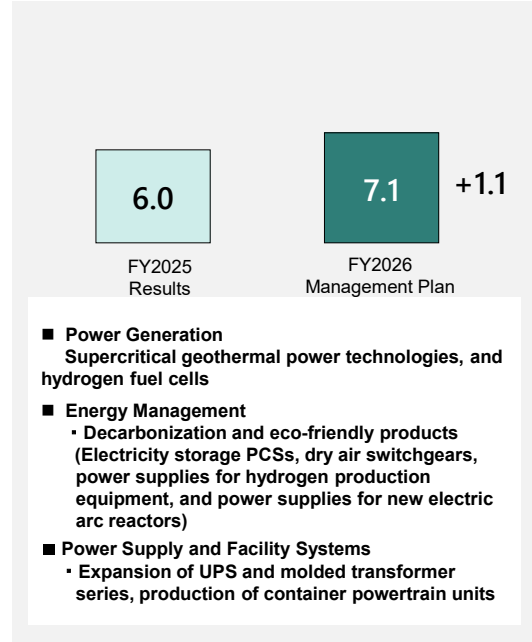 6.0
7.1
+1.1
FY2025
Results
FY2026
Management Plan
■ Power Generation
Supercritical geothermal power technologies, and
hydrogen fuel cells
■ Energy Management
・Decarbonization and eco-friendly products
(Electricity storage PCSs, dry air switchgears,
power supplies for hydrogen production
equipment, and power supplies for new electric
arc reactors)
■ Power Supply and Facility Systems
・Expansion of UPS and molded transformer
series, production of container powertrain units